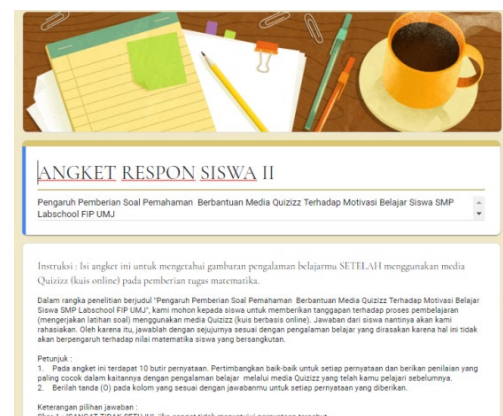 ANGKET RESPON SISWA II
Pengaruh Pemberian Soal Pemahaman Berbantuan Media Quizizz Terhadap Motivasi Belajar Siswa SMP
Labschool FIP UMJ
Instruksi : Isi angket ini untuk mengetahui gambaran pengalaman belajarmu SETELAH menggunakan media
Quizizz (kuis online) pada pemberian tugas matematika.
Dalam rangka penelitian berjudul "Pengaruh Pemberian Soal Pemahaman Berbantuan Media Quizizz Terhadap Motivasi Belajar
Siswa SMP Labschool FIP UMJ", kami mohon kepada siswa untuk memberikan tanggapan terhadap proses pembelajaran
(mengerjakan latihan soal) menggunakan media Quizizz (kuis berbasis online). Jawaban dari siswa nantinya akan kami
rahasiakan. Oleh karena itu, jawablah dengan sejujurnya sesuai dengan pengalaman belajar yang dirasakan karena hal ini tidak
akan berpengaruh terhadap nilai matematika siswa yang bersangkutan.
Petunjuk :
1. Pada angket ini terdapat 10 butir pernyataan. Pertimbangkan baik-baik untuk setiap pernyataan dan berikan penilaian yang
paling cocok dalam kaitannya dengan pengalaman belajar melalui media Quizizz yang telah kamu pelajari sebelumnya.
2. Berilah tanda (O) pada kolom yang sesuai dengan jawabanmu untuk setiap pernyataan yang diberikan.
Keterangan pilihan jawaban :